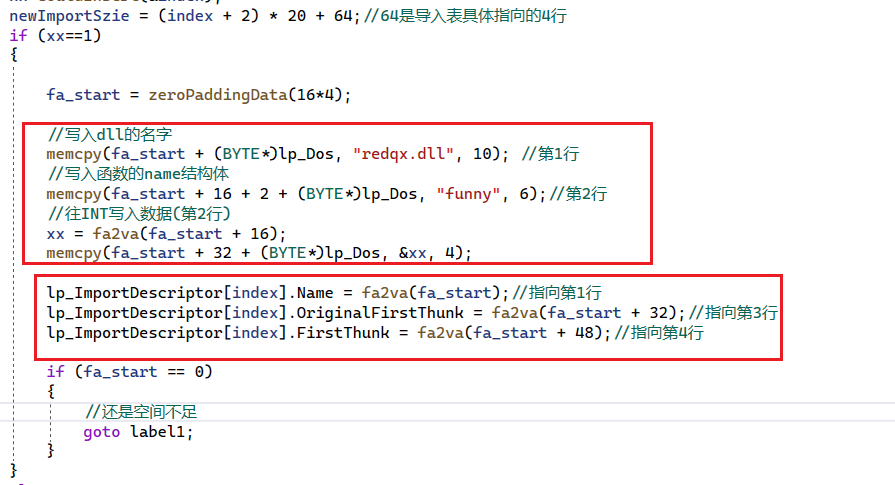 newImportSzie = (index + 2) * 20 + 64;//64是导入表具体指向的4行
if (xx==1)
{
fa_start = zeroPaddingData(16*4);
//写入dll的名字
memcpy(fa_start + (BYTE*)lp_Dos, "redqx.dll", 10); //第1行
//写入函数的name结构体
memcpy(fa_start + 16 + 2 + (BYTE*)lp_Dos, "funny", 6);//第2行
//往INT写入数据(第2行)
xx = fa2va(fa_start + 16);
memcpy(fa_start + 32 + (BYTE*)lp_Dos, &xx, 4);
lp_ImportDescriptor[index].Name = fa2va(fa_start);//指向第1行
lp_ImportDescriptor[index].OriginalFirstThunk = fa2va(fa_start + 32);//指向第3行
lp_ImportDescriptor[index].FirstThunk = fa2va(fa_start + 48);//指向第4行
if (fa_start == 0)
{
//还是空间不足
goto label1;
}
}